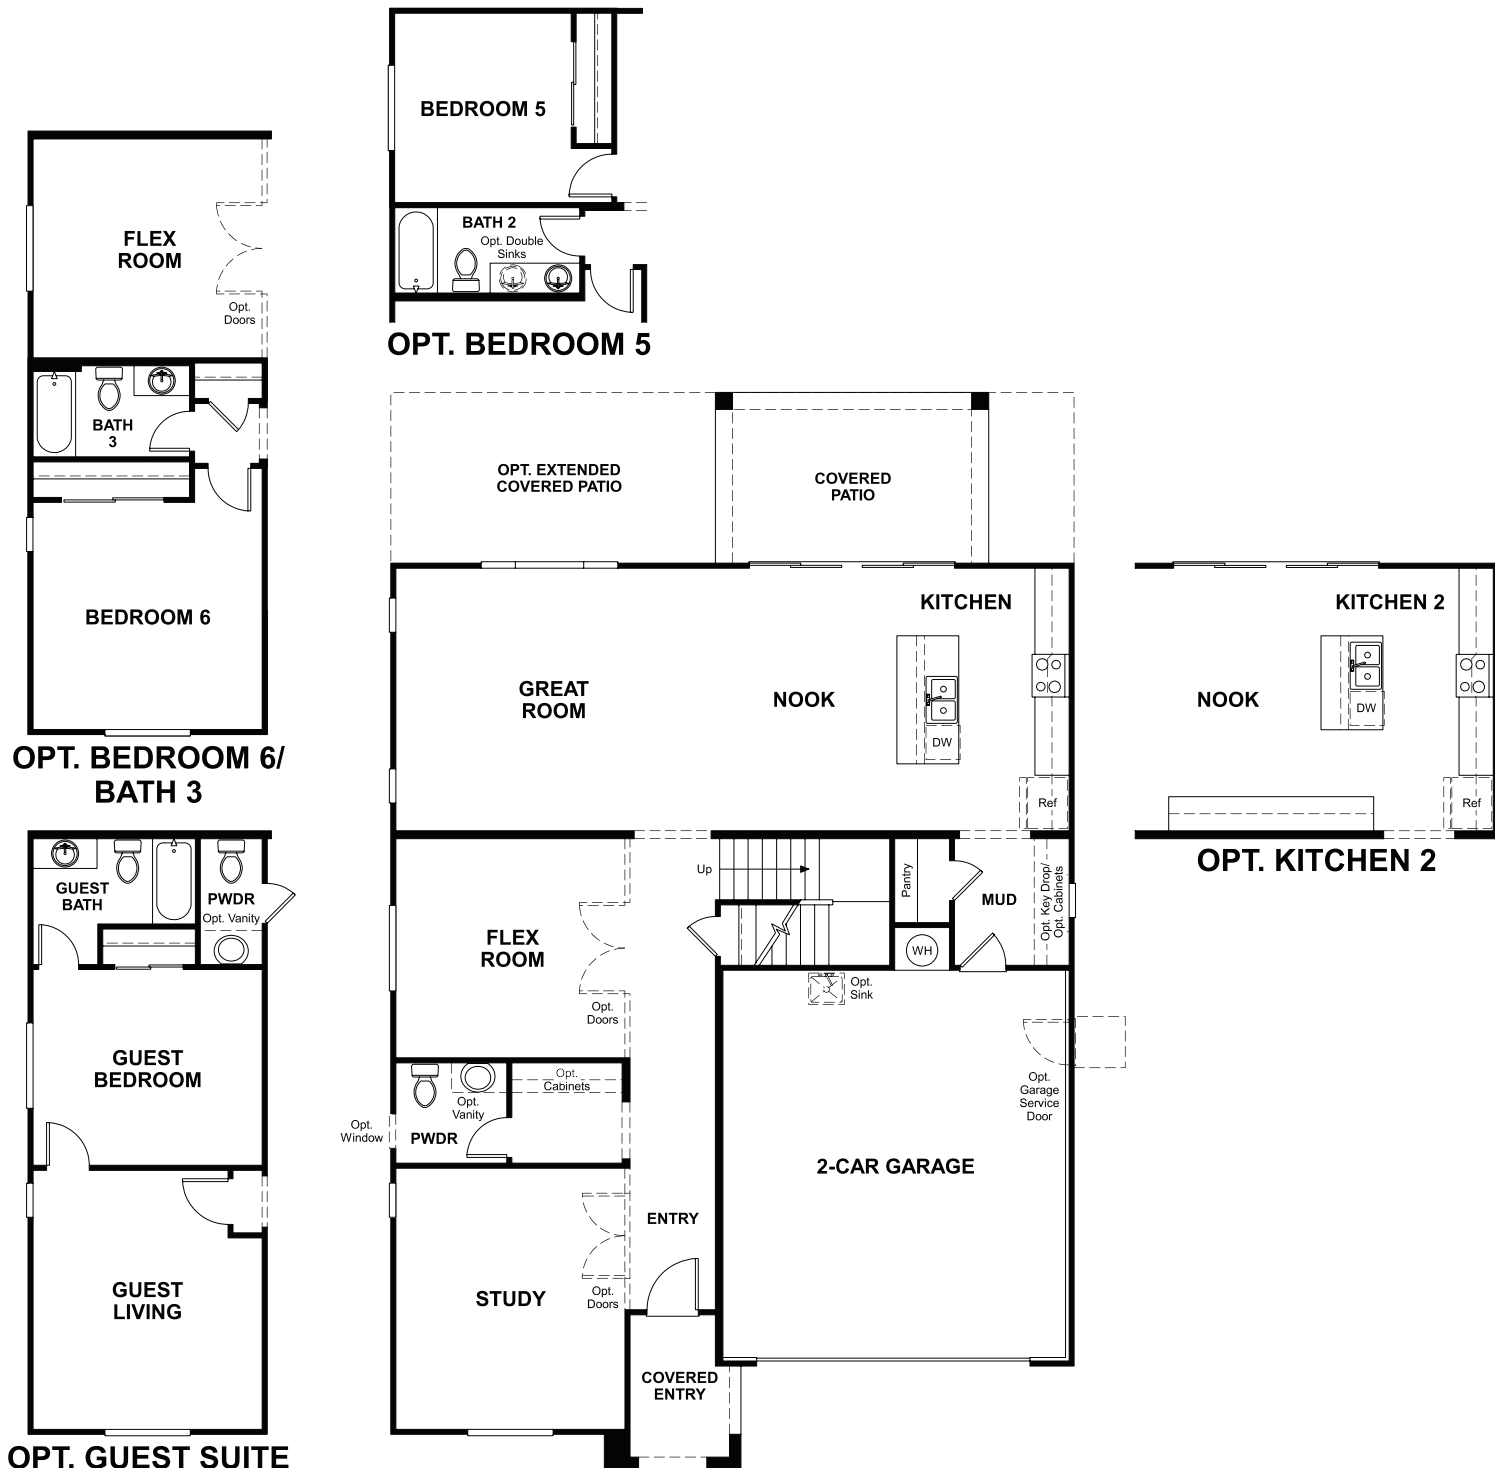 BEDROOM 5
BATH 2
Opt. Double
Sinks
OPT. BEDROOM 5
FLEX
ROOM
Opt.
Doors
BATH
3
BEDROOM 6
OPT. BEDROOM 6/
BATH 3
GUEST
BATH
PWDR
Opt. Vanity
GUEST
BEDROOM
GUEST
LIVING
OPT. GUEST SUITE
OPT. EXTENDED
COVERED PATIO
COVERED
PATIO
KITCHEN
GREAT
ROOM
NOOK
DW
Ref
Up
Pantry
MUD
Opt. Key Drop/
Opt. Cabinets
WH
FLEX
ROOM
Opt.
Doors
Opt.
Sink
Opt.
Cabinets
Opt.
Vanity
PWDR
Opt.
Window
Opt.
Garage
Service
Door
2-CAR GARAGE
ENTRY
STUDY
Opt.
Doors
COVERED
ENTRY
KITCHEN 2
NOOK
DW
Ref
OPT. KITCHEN 2